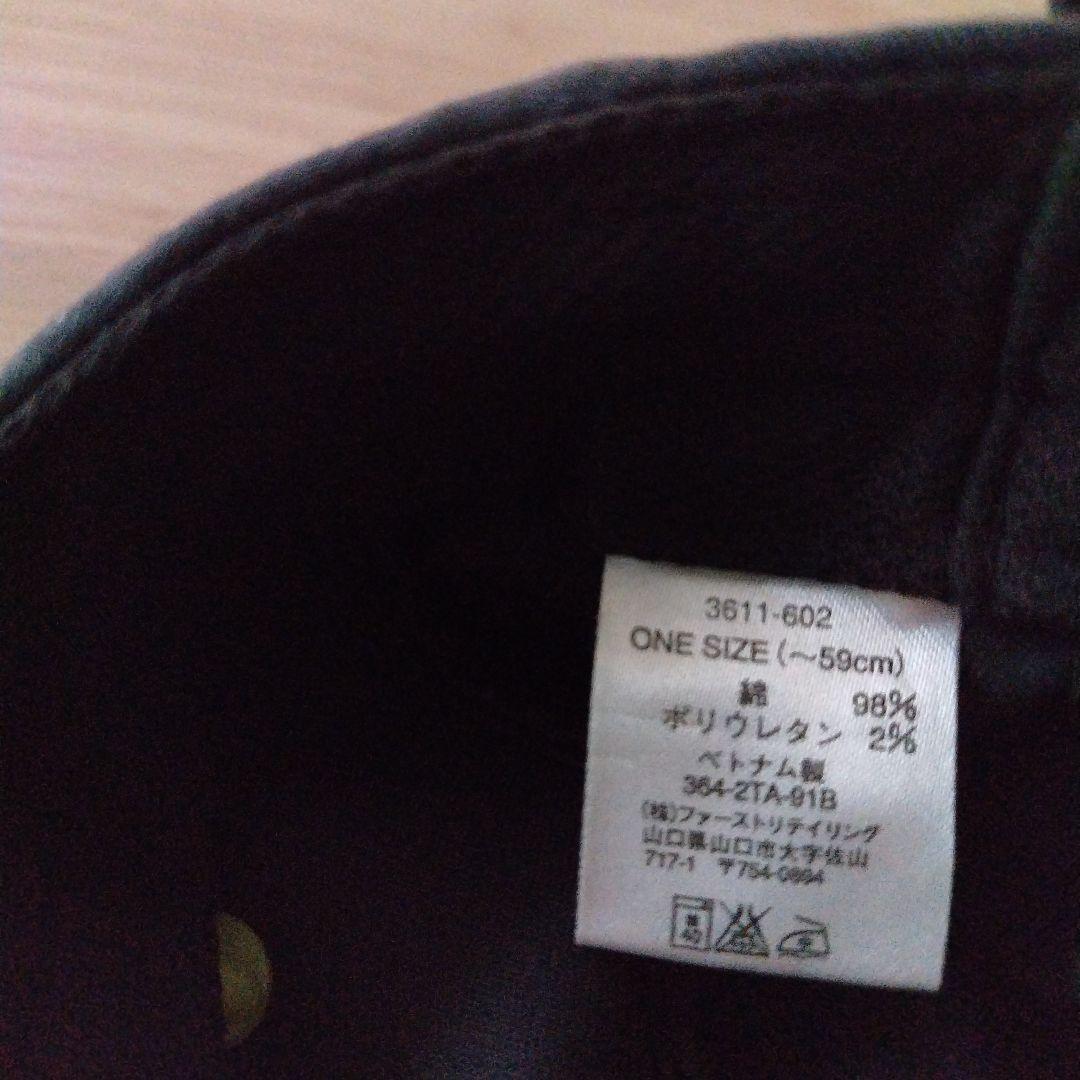 3611-602
ONE SIZE (〜59cm)
綿 98%
ポリウレタン 2%
ベトナム製
364-2TA-91B
(株)ファーストリテイリング
山口県山口市大字佐山
717-1 〒754-0894
40